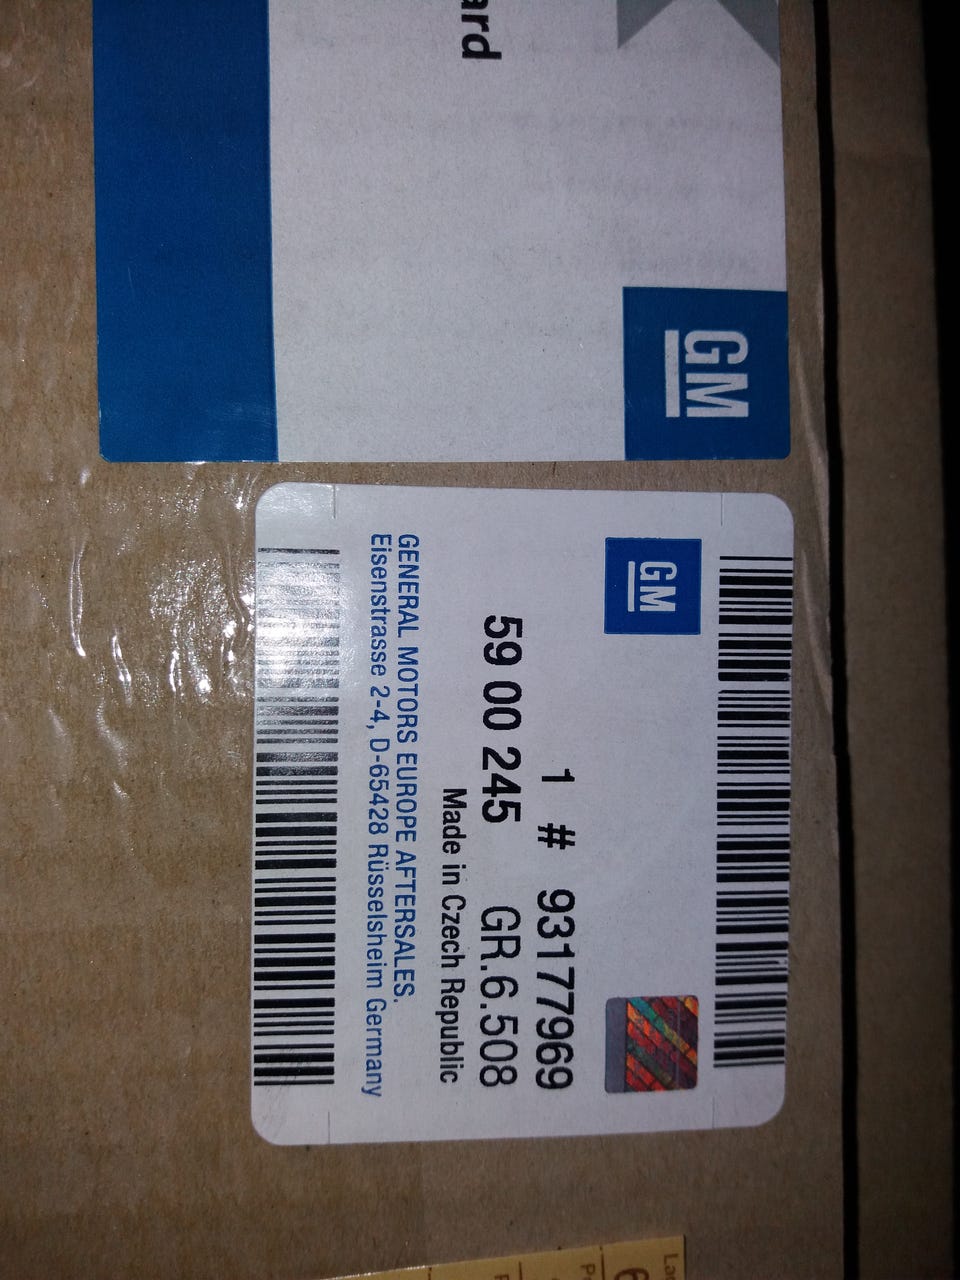 ard
GM
GM
1 # 93177969
59 00 245 GR.6.508
Made in Czech Republic
GENERAL MOTORS EUROPE AFTERSALES.
Eisenstrasse 2-4, D-65428 Rüsselsheim Germany